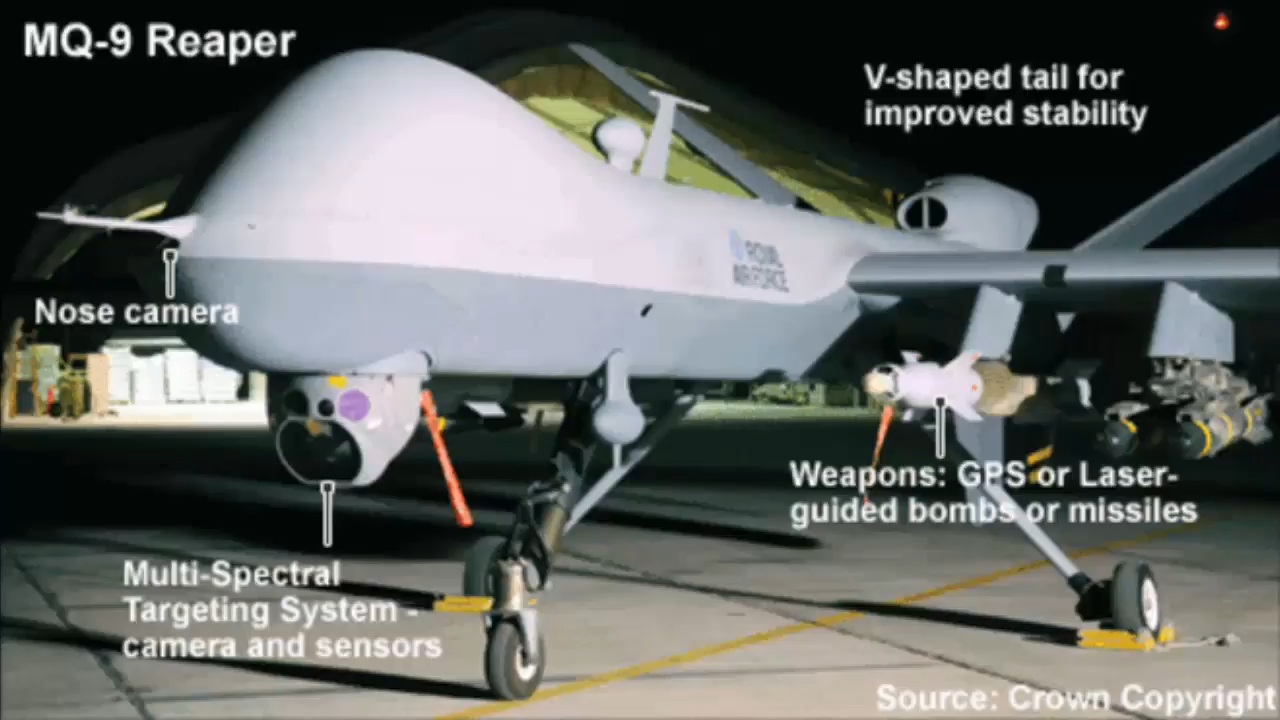 MQ-9 Reaper
V-shaped tail for
improved stability
ROYAL
AIR FORCE
Nose camera
Weapons: GPS or Laser-
guided bombs or missiles
Multi-Spectral
Targeting System -
camera and sensors
Source: Crown Copyright